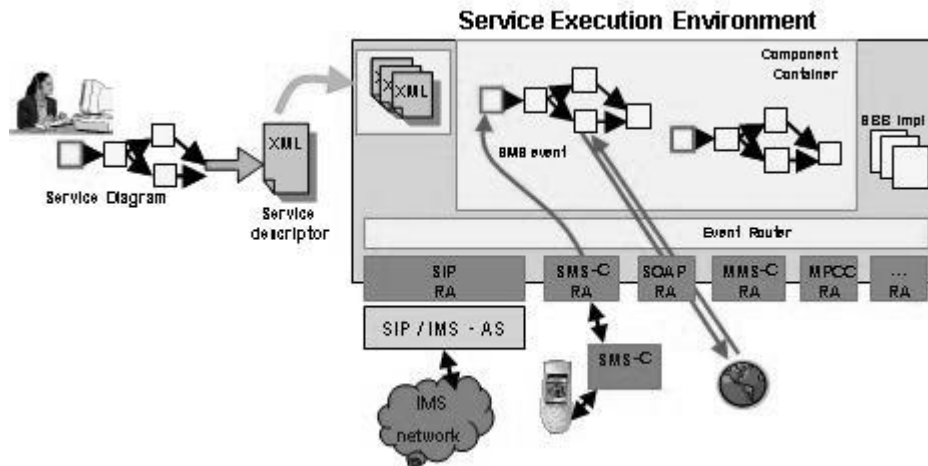 Service Execution Environment
Component
Container
XML
XML
SBB Impl
SMS event
Service Diagram
Service
descriptor
Event Router
SIP
RA
SMS-C
RA
SOAP
RA
MMS-C
RA
MPCC
RA
...
RA
SIP / IMS - AS
SMS-C
IMS
network